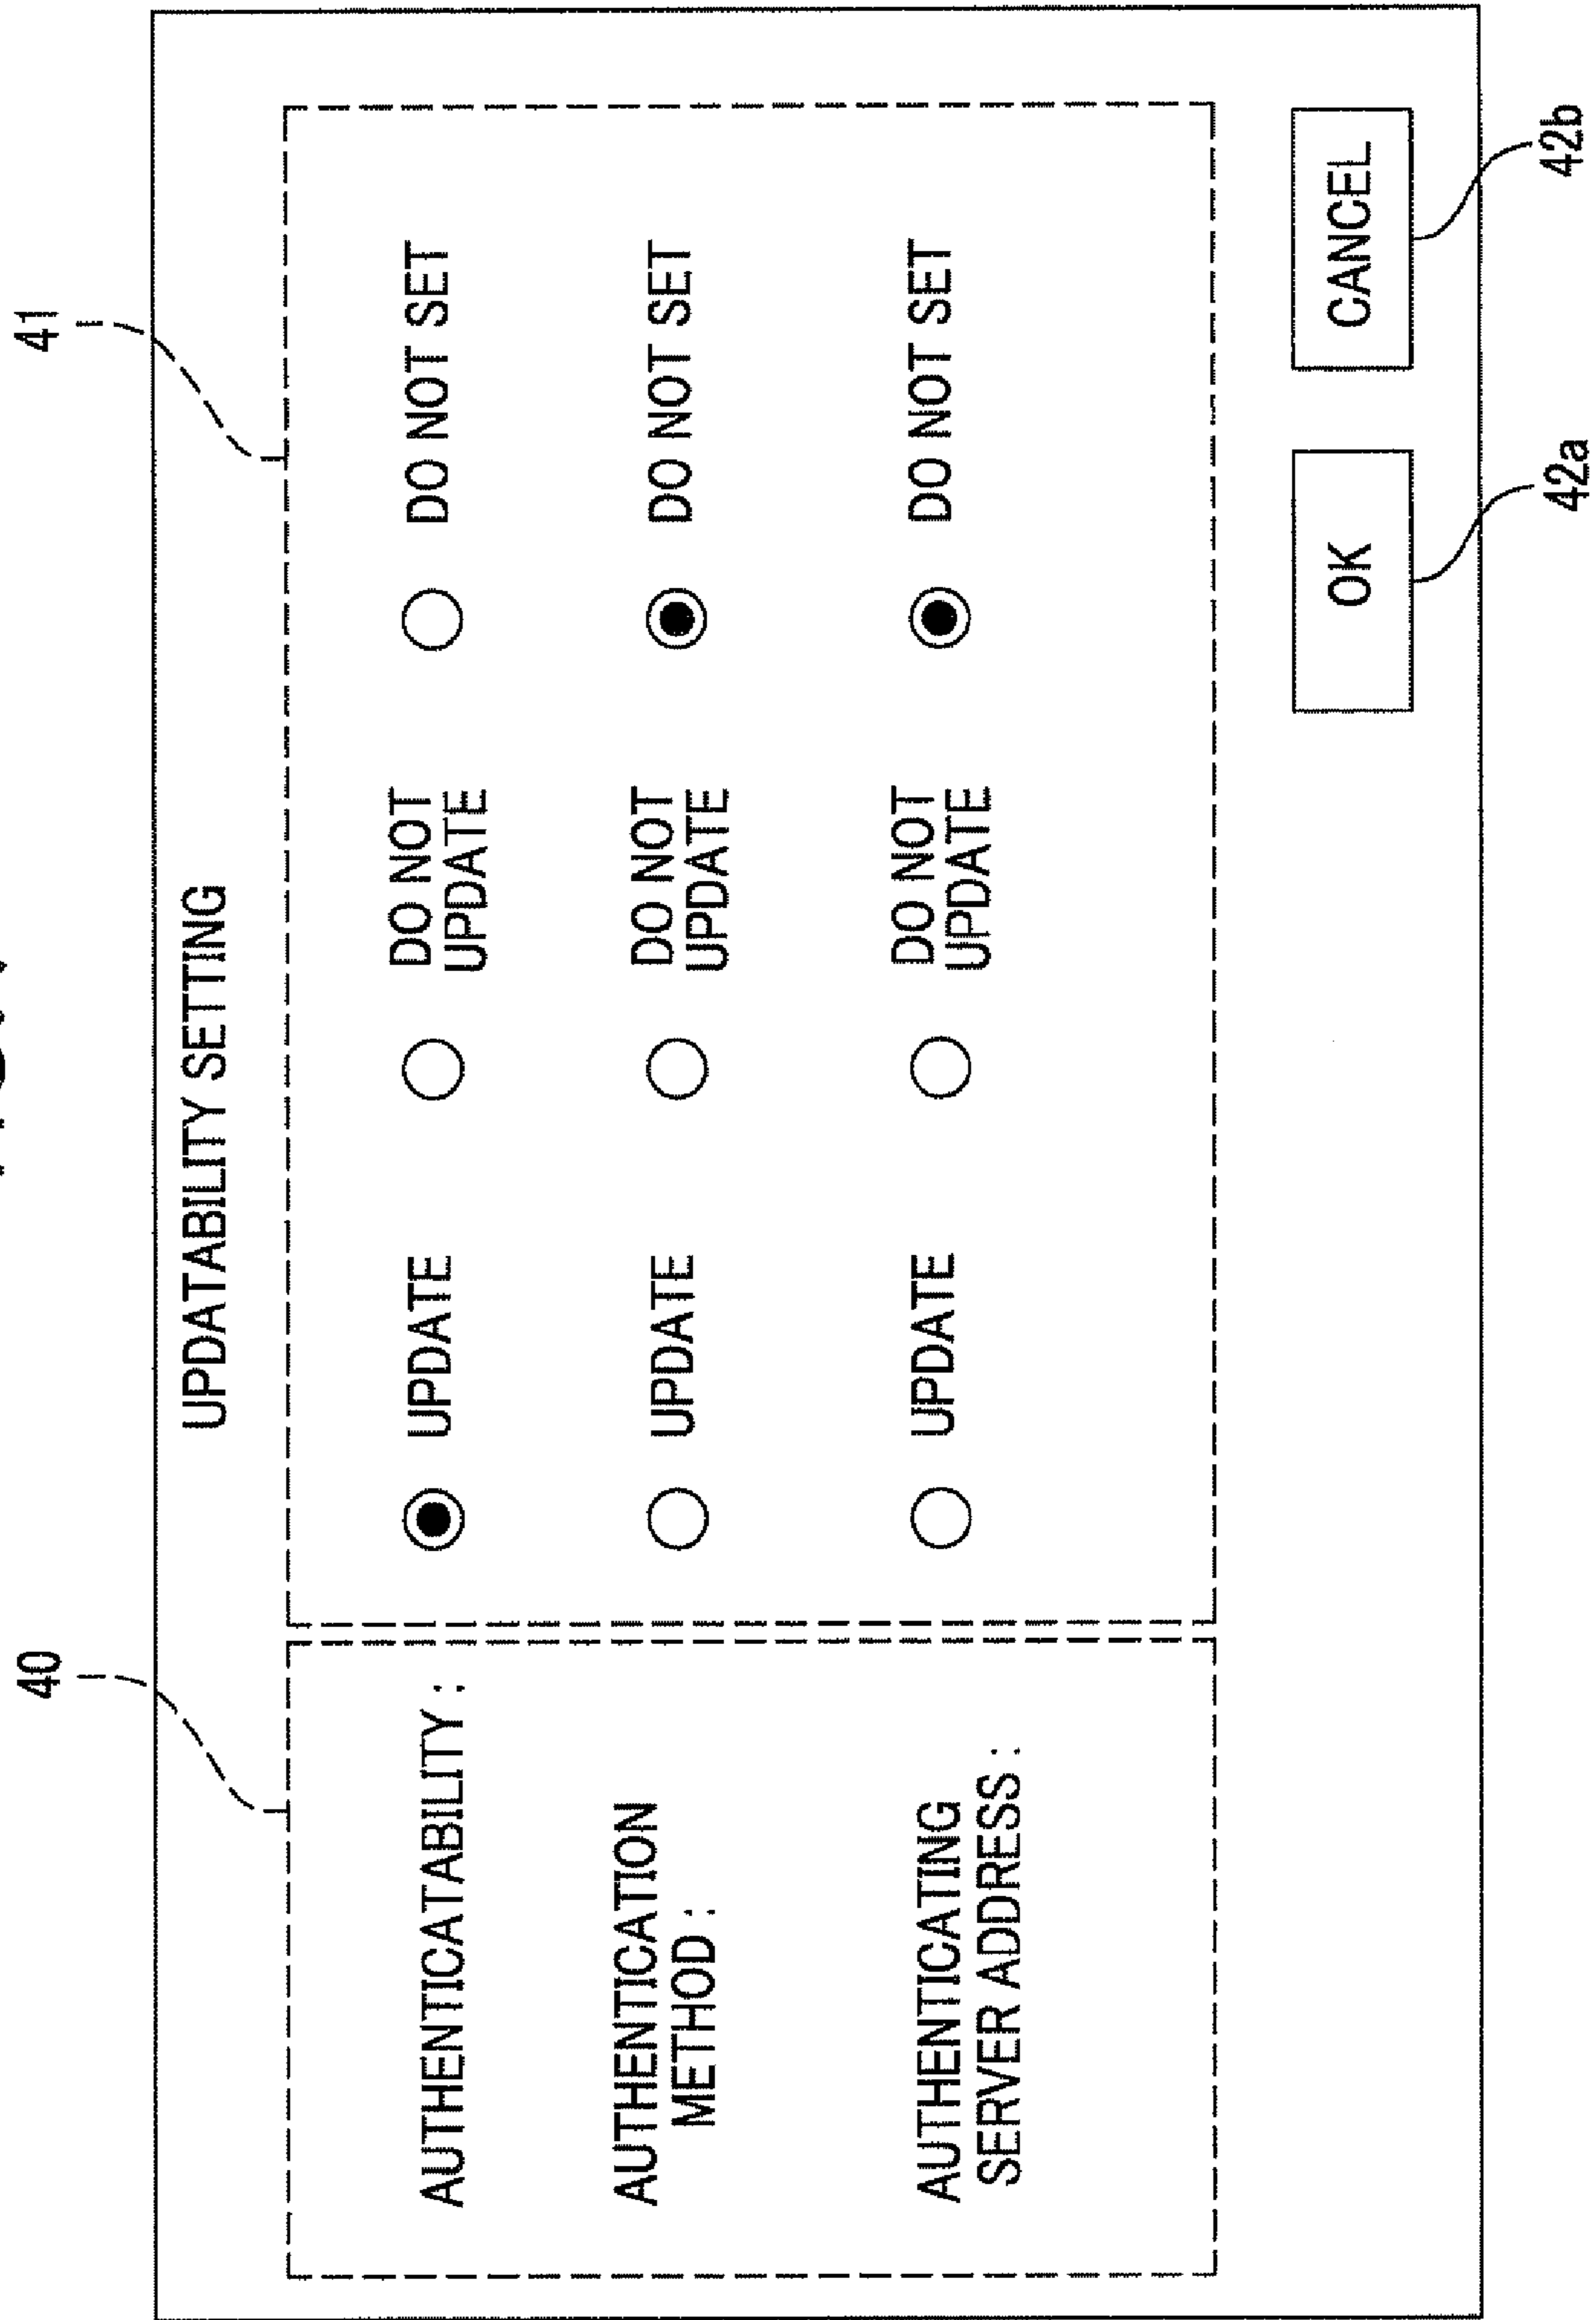 UPDATABILITY SETTING
40
41
AUTHENTICATABILITY :
UPDATE
DO NOT
UPDATE
DO NOT SET
AUTHENTICATION
METHOD :
UPDATE
DO NOT
UPDATE
DO NOT SET
AUTHENTICATING
SERVER ADDRESS :
UPDATE
DO NOT
UPDATE
DO NOT SET
OK
CANCEL
42a
42b